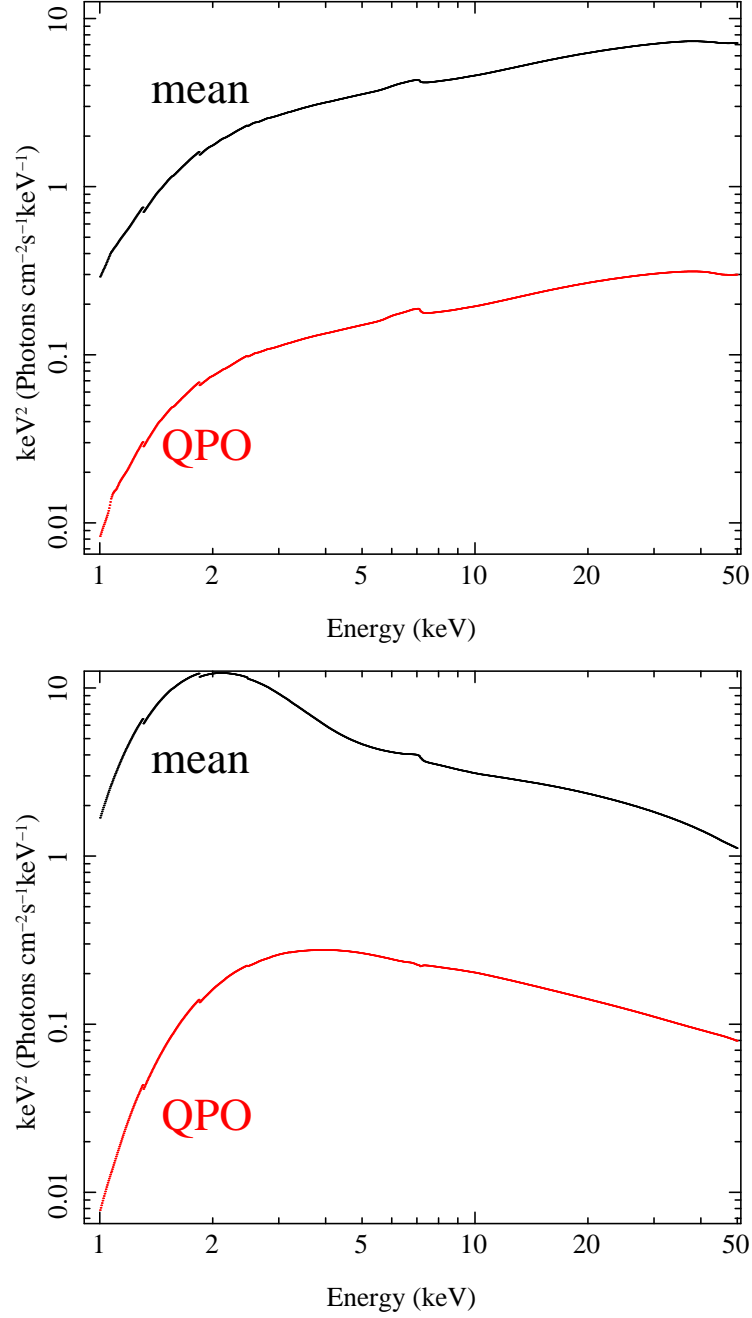 10
mean
1
keV² (Photons cm⁻²s⁻¹keV⁻¹)
0.1
QPO
0.01
1 2 5 10 20 50
Energy (keV)
10
mean
1
keV² (Photons cm⁻²s⁻¹keV⁻¹)
0.1
QPO
0.01
1 2 5 10 20 50
Energy (keV)